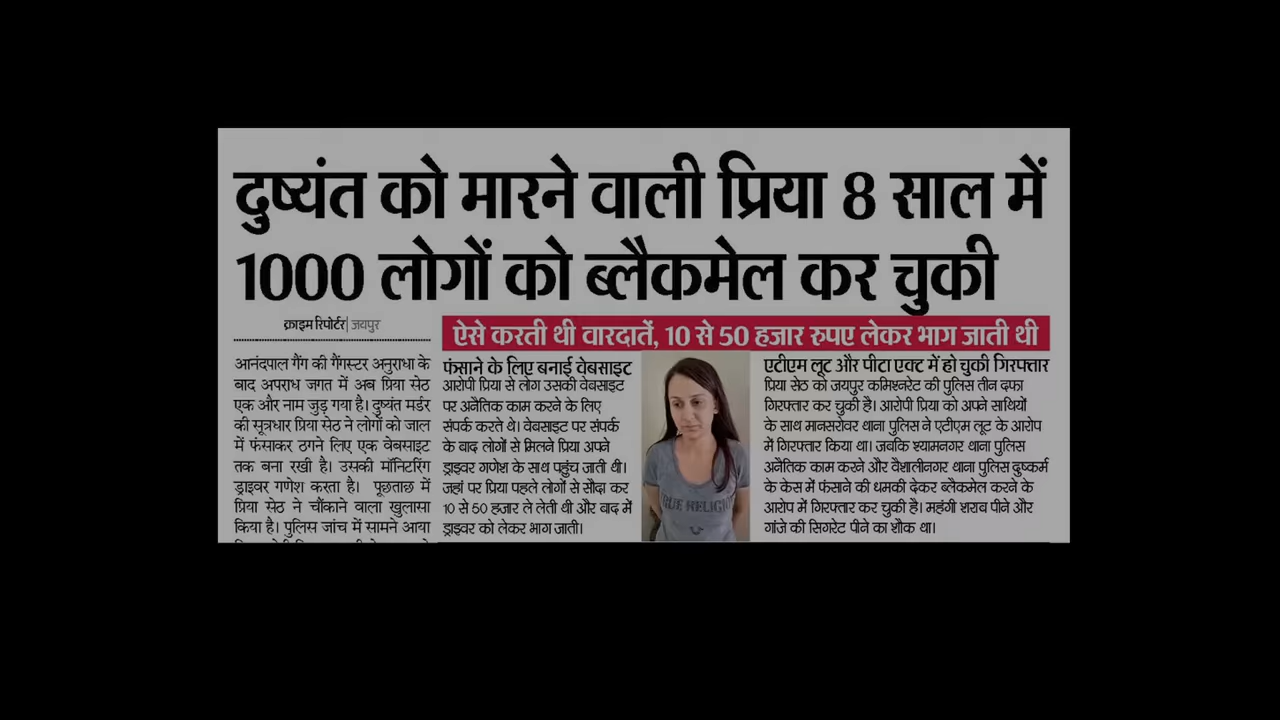 दुष्यंत को मारने वाली प्रिया 8 साल में
1000 लोगों को ब्लैकमेल कर चुकी
क्राइम रिपोर्टर| जयपुर
आनंदपाल गैंग की गैंगस्टर अनुराधा के
बाद अपराध जगत में अब प्रिया सेठ
एक और नाम जुड़ गया है। दुष्यंत मर्डर
की सूत्रधार प्रिया सेठ ने लोगों को जाल
में फंसाकर ठगने लिए एक वेबसाइट
तक बना रखी है। उसकी मॉनिटरिंग
ड्राइवर गणेश करता है। पूछताछ में
प्रिया सेठ ने चौंकाने वाला खुलासा
किया है। पुलिस जांच में सामने आया
ऐसे करती थी वारदातें, 10 से 50 हजार रुपए लेकर भाग जाती थी
फंसाने के लिए बनाई वेबसाइट
आरोपी प्रिया से लोग उसकी वेबसाइट
पर अनैतिक काम करने के लिए
संपर्क करते थे। वेबसाइट पर संपर्क
के बाद लोगों से मिलने प्रिया अपने
ड्राइवर गणेश के साथ पहुंच जाती थी।
जहां पर प्रिया पहले लोगों से सौदा कर
10 से 50 हजार ले लेती थी और बाद में
ड्राइवर को लेकर भाग जाती।
TRUE RELIGIO
एटीएम लूट और पीटा एक्ट में हो चुकी गिरफ्तार
प्रिया सेठ को जयपुर कमिश्नरेट की पुलिस तीन दफा
गिरफ्तार कर चुकी है। आरोपी प्रिया को अपने साथियों
के साथ मानसरोवर थाना पुलिस ने एटीएम लूट के आरोप
में गिरफ्तार किया था। जबकि श्यामनगर थाना पुलिस
अनैतिक काम करने और वैशालीनगर थाना पुलिस दुष्कर्म
के केस में फंसाने की धमकी देकर ब्लैकमेल करने के
आरोप में गिरफ्तार कर चुकी है। महंगी शराब पीने और
गांजे की सिगरेट पीने का शौक था।